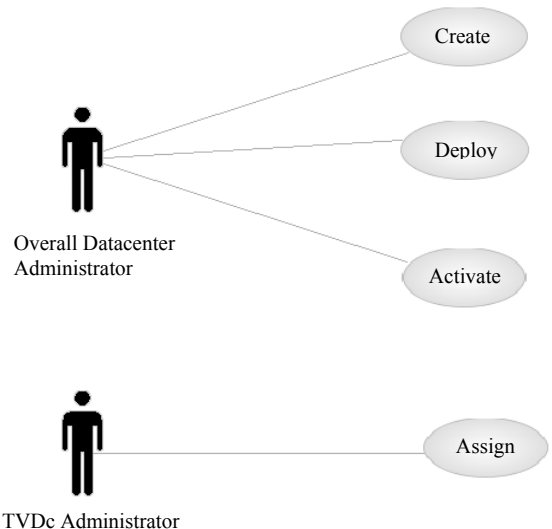 Create
Deploy
Overall Datacenter
Administrator
Activate
Assign
TVDc Administrator